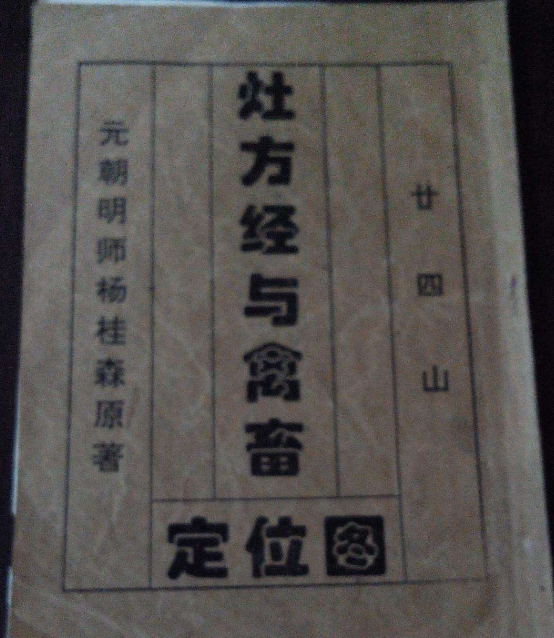 廿四山
灶方经与禽畜
定位图
元朝明师杨桂森原著